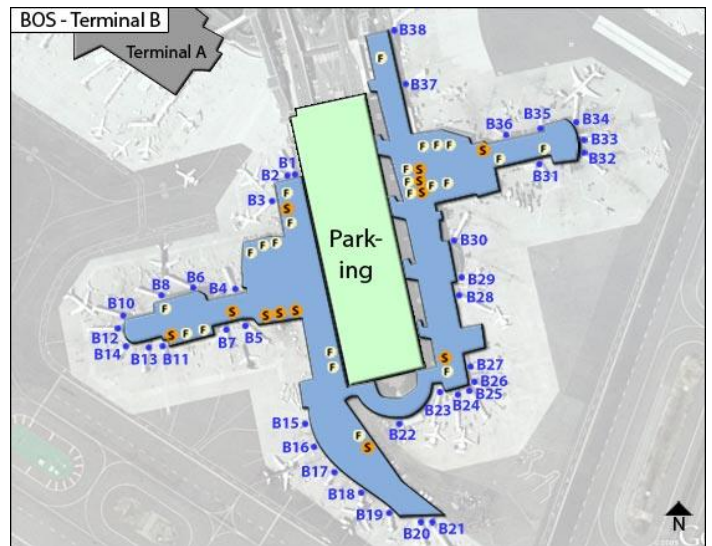 BOS - Terminal B
Terminal A
B38
B37
B36
B35
B34
B33
B32
B31
B1
B2
B3
B30
B29
B28
B6
B8
B4
B10
B12
B14
B13
B11
B7
B5
Park-
ing
B27
B26
B25
B24
B23
B22
B15
B16
B17
B18
B19
B20
B21
N
F
F
F
F
S
F
F
F
S
F
S
F
S
F
F
F
S
F
F
F
F
F
S
S
S
S
F
S
F
F
F
F
S
F
F
S